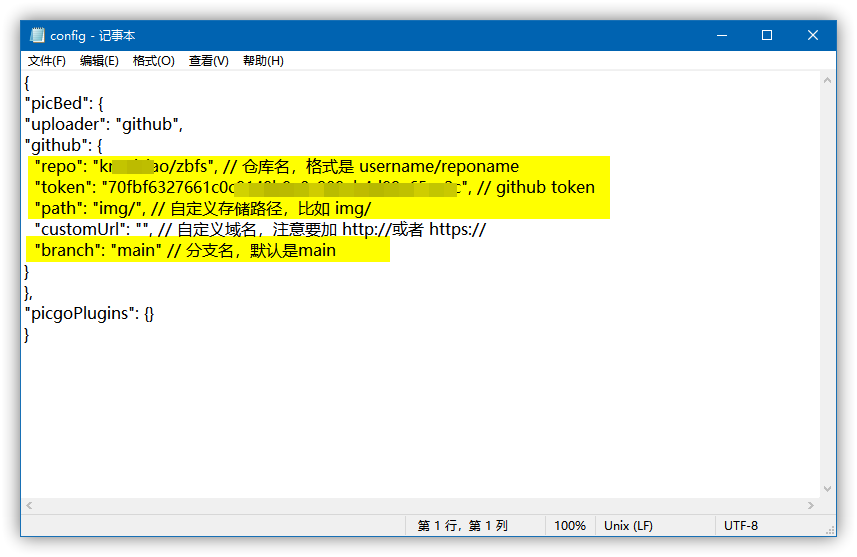 config - 记事本
文件(F) 编辑(E) 格式(O) 查看(V) 帮助(H)
{
"picBed": {
"uploader": "github",
"github": {
"repo": "kr ao/zbfs", // 仓库名，格式是 username/reponame
"token": "70fbf6327661c0 c", // github token
"path": "img/", // 自定义存储路径，比如 img/
"customUrl": "", // 自定义域名，注意要加 http://或者 https://
"branch": "main" // 分支名，默认是main
}
},
"picgoPlugins": {}
}
第 1 行，第 1 列 100% Unix (LF) UTF-8